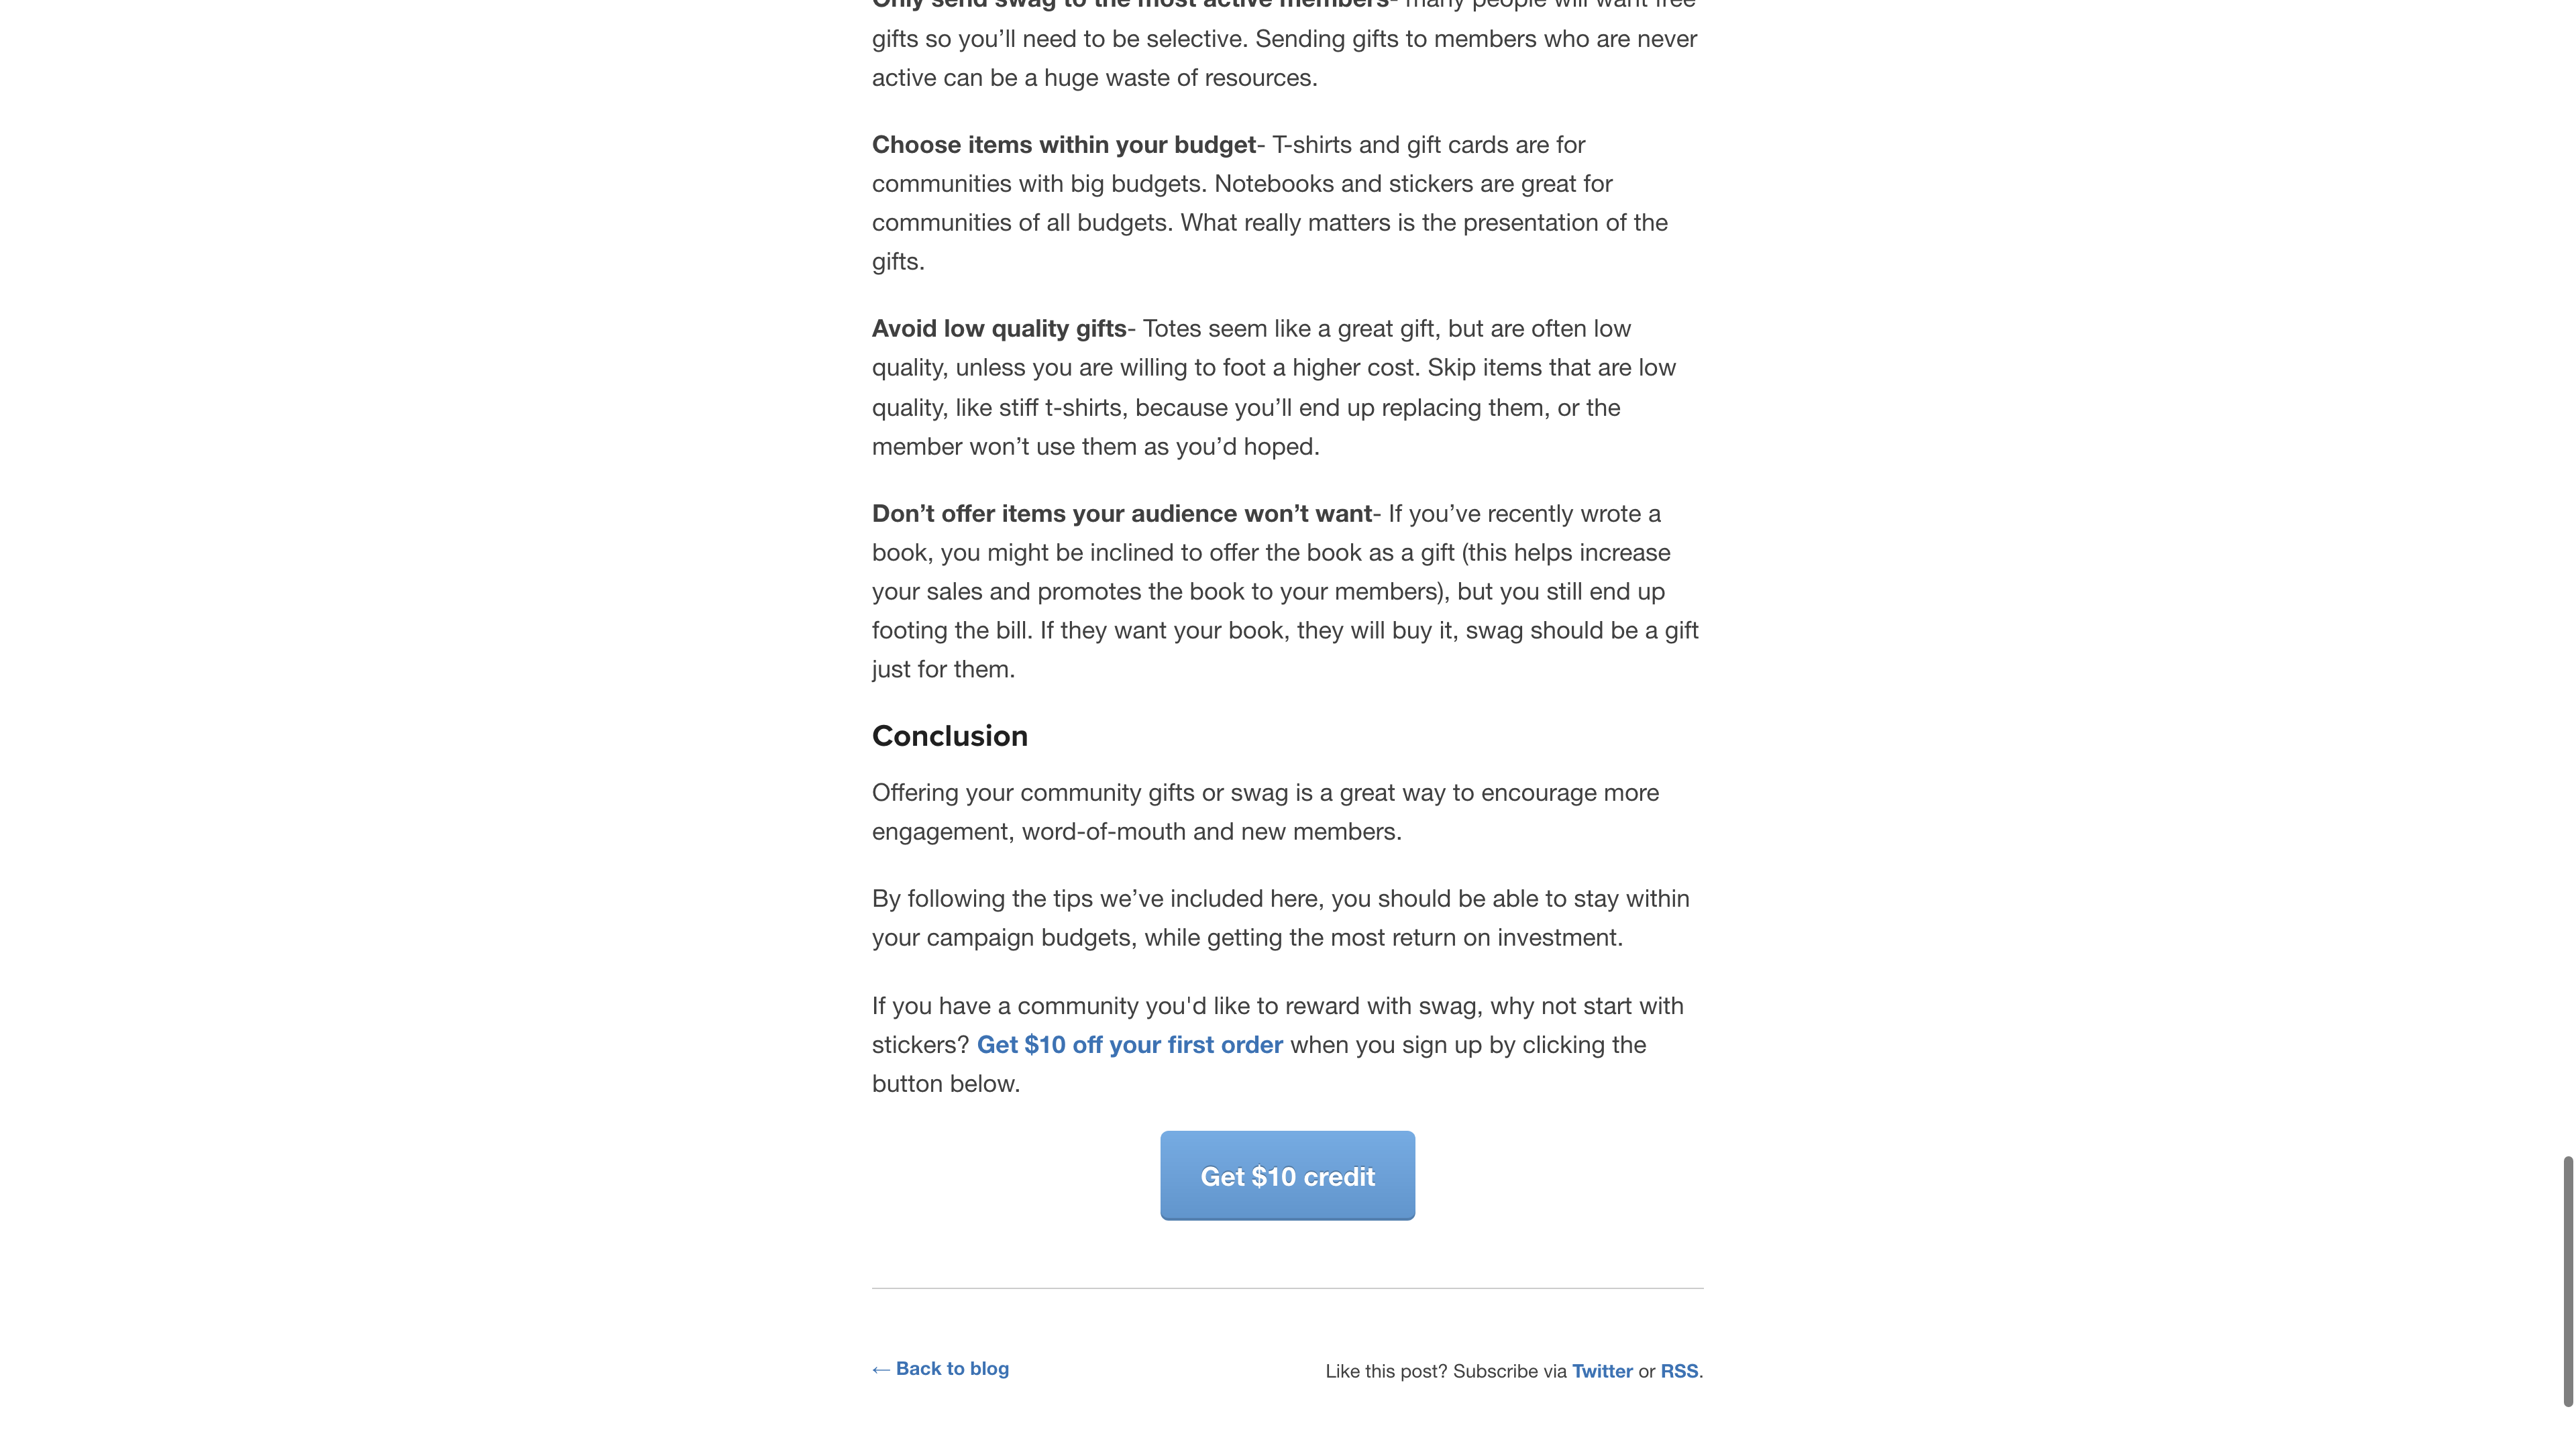 Only send swag to the most active members- many people will want free
gifts so you’ll need to be selective. Sending gifts to members who are never
active can be a huge waste of resources.
Choose items within your budget- T-shirts and gift cards are for
communities with big budgets. Notebooks and stickers are great for
communities of all budgets. What really matters is the presentation of the
gifts.
Avoid low quality gifts- Totes seem like a great gift, but are often low
quality, unless you are willing to foot a higher cost. Skip items that are low
quality, like stiff t-shirts, because you’ll end up replacing them, or the
member won’t use them as you’d hoped.
Don’t offer items your audience won’t want- If you’ve recently wrote a
book, you might be inclined to offer the book as a gift (this helps increase
your sales and promotes the book to your members), but you still end up
footing the bill. If they want your book, they will buy it, swag should be a gift
just for them.
Conclusion
Offering your community gifts or swag is a great way to encourage more
engagement, word-of-mouth and new members.
By following the tips we’ve included here, you should be able to stay within
your campaign budgets, while getting the most return on investment.
If you have a community you'd like to reward with swag, why not start with
stickers? Get $10 off your first order when you sign up by clicking the
button below.
Get $10 credit
← Back to blog
Like this post? Subscribe via Twitter or RSS.